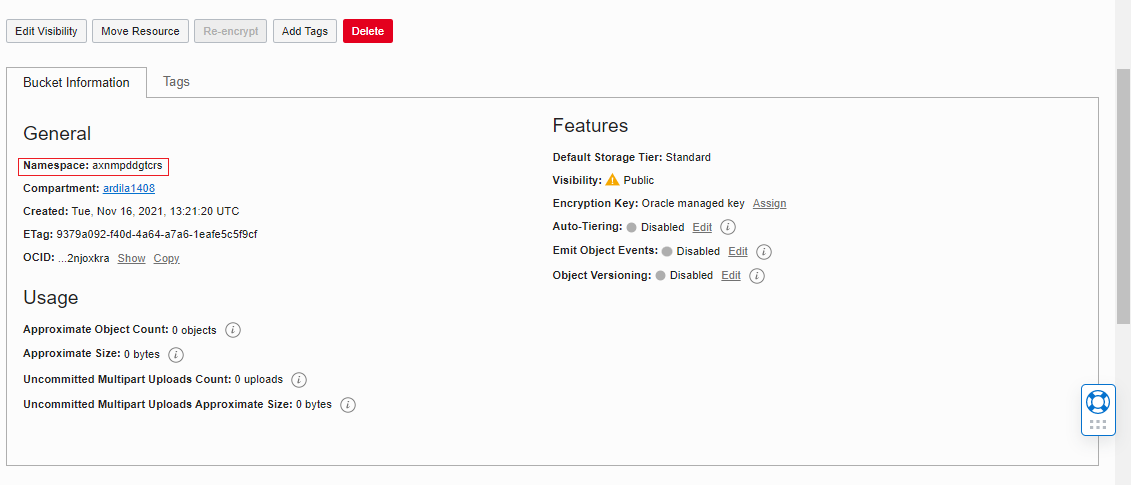 Edit Visibility Move Resource Re-encrypt Add Tags Delete
Bucket Information Tags
General
Namespace: axnmpddgtcrs
Compartment: ardila1408
Created: Tue, Nov 16, 2021, 13:21:20 UTC
ETag: 9379a092-f40d-4a64-a7a6-1eafe5c5f9cf
OCID: ...2njoxkra Show Copy
Usage
Approximate Object Count: 0 objects i
Approximate Size: 0 bytes i
Uncommitted Multipart Uploads Count: 0 uploads i
Uncommitted Multipart Uploads Approximate Size: 0 bytes i
Features
Default Storage Tier: Standard
Visibility: Public
Encryption Key: Oracle managed key Assign
Auto-Tiering: Disabled Edit i
Emit Object Events: Disabled Edit i
Object Versioning: Disabled Edit i